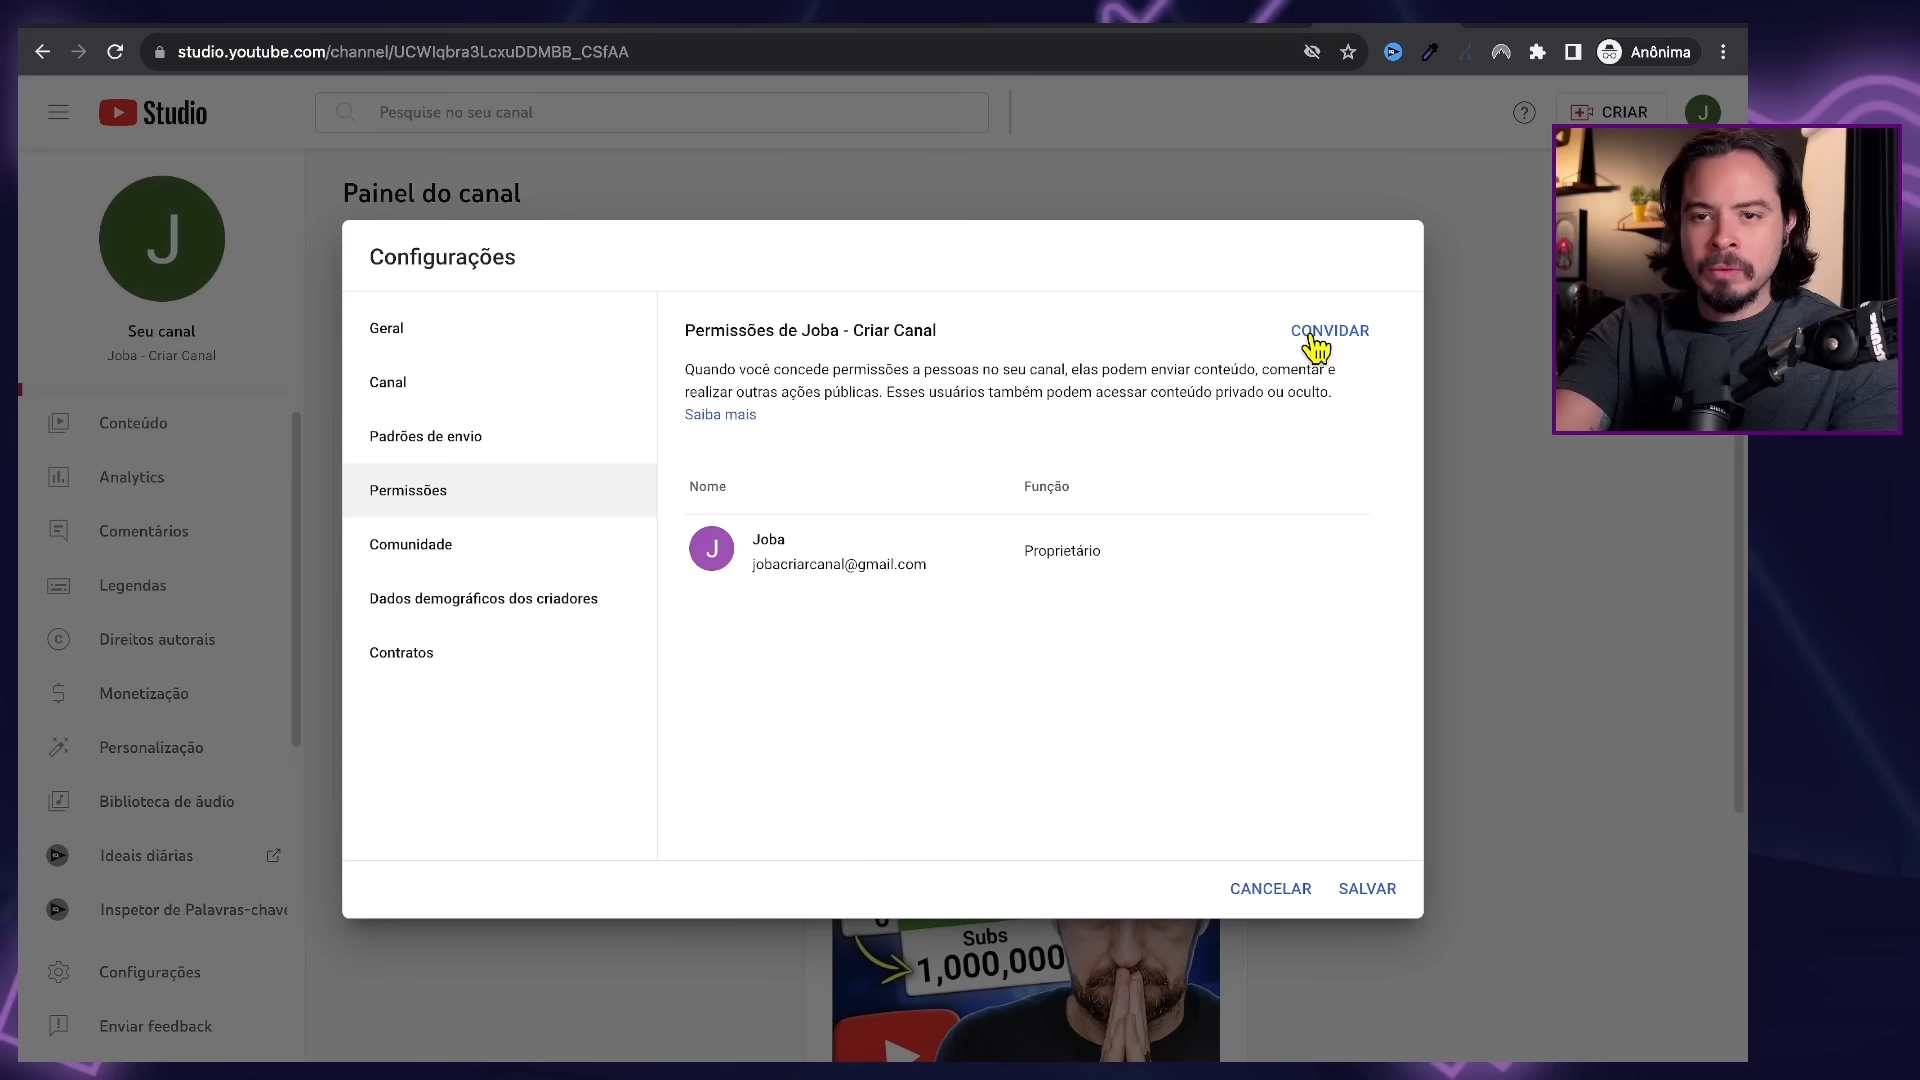 studio.youtube.com/channel/UCWIqbra3LcxuDDMBB_CSfAA
Anônima
Studio
Pesquise no seu canal
CRIAR
J
J
Seu canal
Joba - Criar Canal
Conteúdo
Analytics
Comentários
Legendas
Direitos autorais
Monetização
Personalização
Biblioteca de áudio
Ideais diárias
Inspetor de Palavras-chave
Configurações
Enviar feedback
Painel do canal
Configurações
Geral
Canal
Padrões de envio
Permissões
Comunidade
Dados demográficos dos criadores
Contratos
Permissões de Joba - Criar Canal
CONVIDAR
Quando você concede permissões a pessoas no seu canal, elas podem enviar conteúdo, comentar e
realizar outras ações públicas. Esses usuários também podem acessar conteúdo privado ou oculto.
Saiba mais
Nome
Função
J
Joba
jobacriarcanal@gmail.com
Proprietário
CANCELAR
SALVAR
Subs
1,000,000